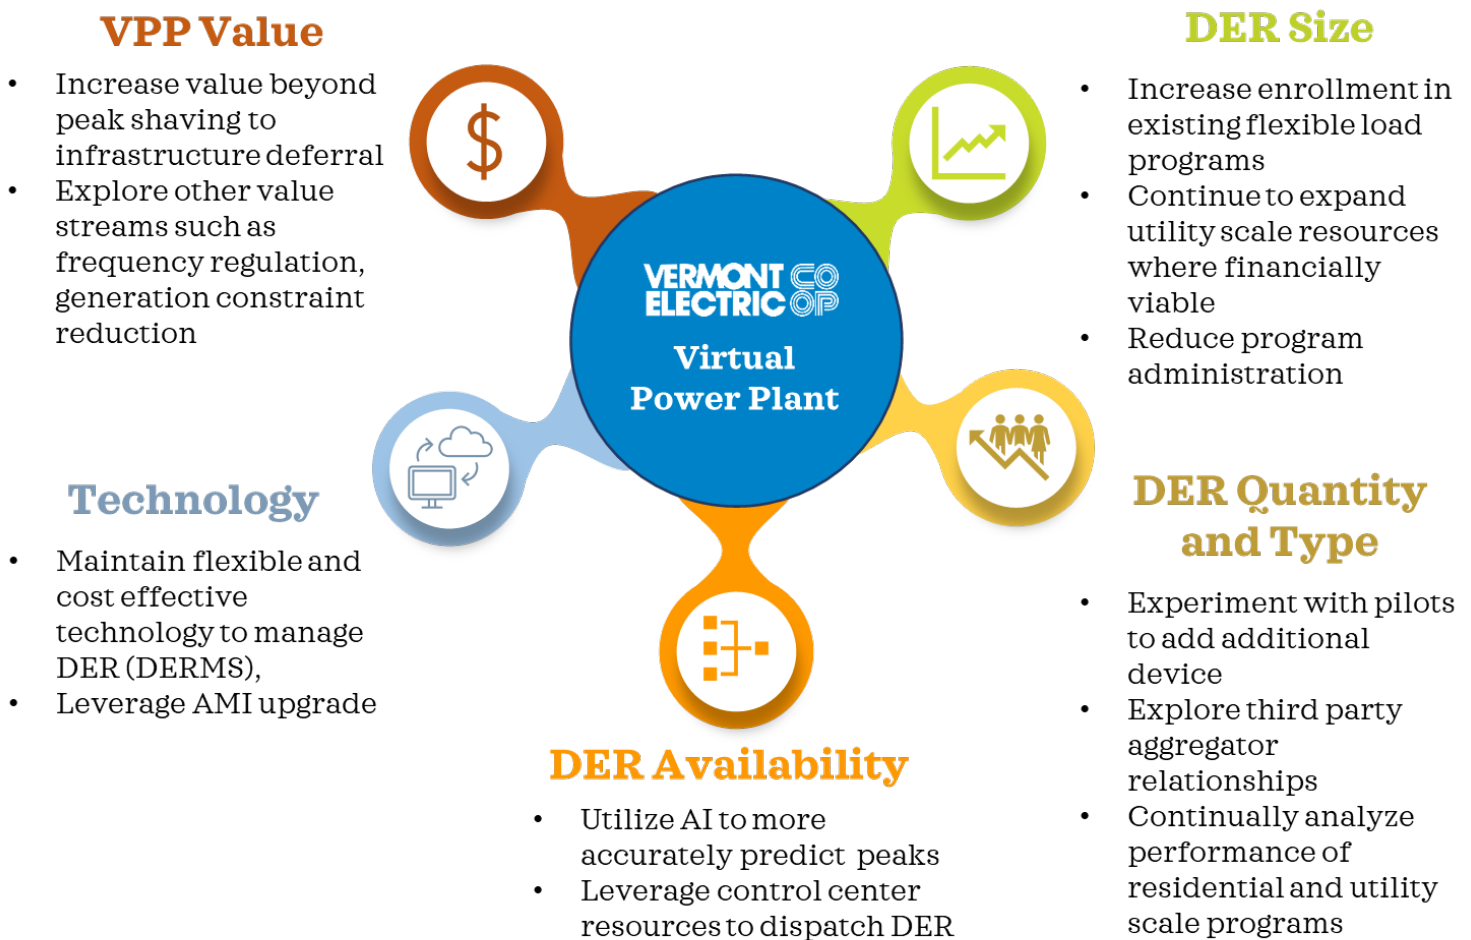 VPP Value
• Increase value beyond
peak shaving to
infrastructure deferral
• Explore other value
streams such as
frequency regulation,
generation constraint
reduction
DER Size
• Increase enrollment in
existing flexible load
programs
• Continue to expand
utility scale resources
where financially
viable
• Reduce program
administration
VERMONT CO
ELECTRIC OP
Virtual
Power Plant
Technology
• Maintain flexible and
cost effective
technology to manage
DER (DERMS),
• Leverage AMI upgrade
DER Quantity
and Type
• Experiment with pilots
to add additional
device
• Explore third party
aggregator
relationships
• Continually analyze
performance of
residential and utility
scale programs
DER Availability
• Utilize AI to more
accurately predict peaks
• Leverage control center
resources to dispatch DER